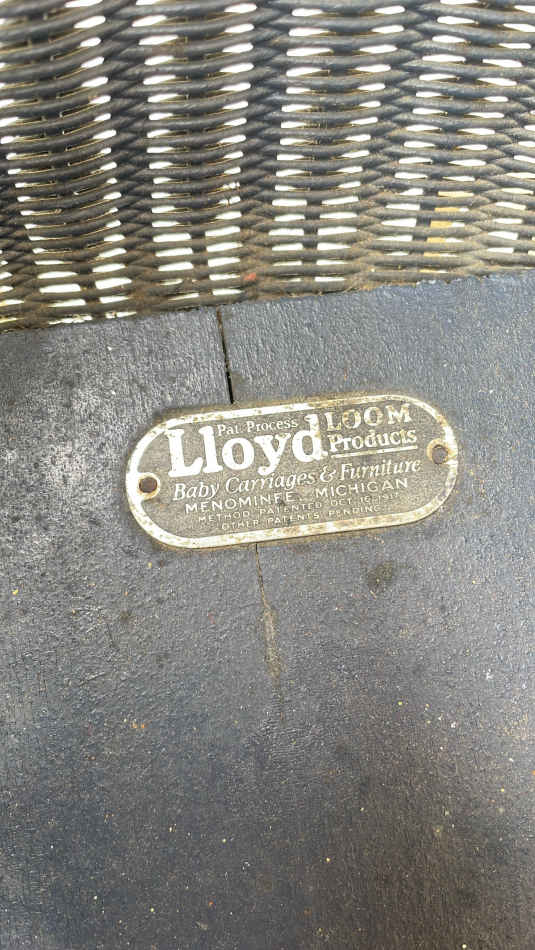 Pat. Process
Lloyd LOOM Products
Baby Carriages & Furniture
MENOMINEE MICHIGAN
METHOD PATENTED OCT. 16, 1917
OTHER PATENTS PENDING